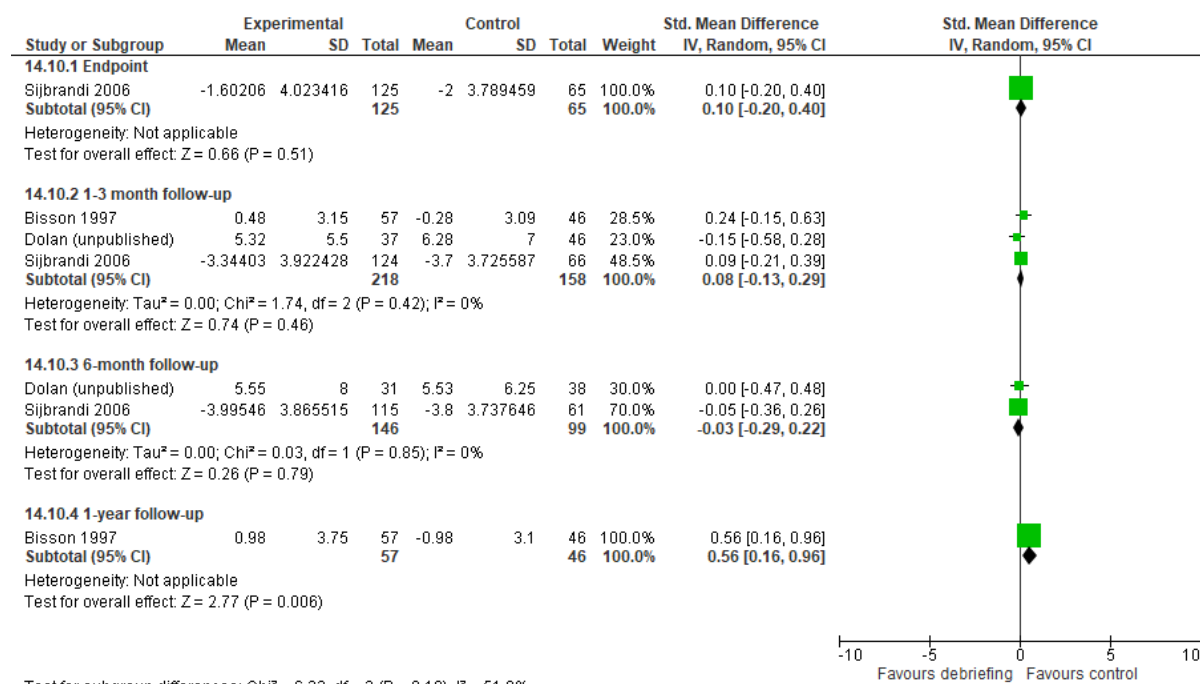 Experimental Control Std. Mean Difference Std. Mean Difference
Study or Subgroup Mean SD Total Mean SD Total Weight IV, Random, 95% CI IV, Random, 95% CI
14.10.1 Endpoint
Sijbrandi 2006 -1.60206 4.023416 125 -2 3.789459 65 100.0% 0.10 [-0.20, 0.40]
Subtotal (95% CI) 125 65 100.0% 0.10 [-0.20, 0.40]
Heterogeneity: Not applicable
Test for overall effect: Z = 0.66 (P = 0.51)
14.10.2 1-3 month follow-up
Bisson 1997 0.48 3.15 57 -0.28 3.09 46 28.5% 0.24 [-0.15, 0.63]
Dolan (unpublished) 5.32 5.5 37 6.28 7 46 23.0% -0.15 [-0.58, 0.28]
Sijbrandi 2006 -3.34403 3.922428 124 -3.7 3.725587 66 48.5% 0.09 [-0.21, 0.39]
Subtotal (95% CI) 218 158 100.0% 0.08 [-0.13, 0.29]
Heterogeneity: Tau² = 0.00; Chi² = 1.74, df = 2 (P = 0.42); I² = 0%
Test for overall effect: Z = 0.74 (P = 0.46)
14.10.3 6-month follow-up
Dolan (unpublished) 5.55 8 31 5.53 6.25 38 30.0% 0.00 [-0.47, 0.48]
Sijbrandi 2006 -3.99546 3.865515 115 -3.8 3.737646 61 70.0% -0.05 [-0.36, 0.26]
Subtotal (95% CI) 146 99 100.0% -0.03 [-0.29, 0.22]
Heterogeneity: Tau² = 0.00; Chi² = 0.03, df = 1 (P = 0.85); I² = 0%
Test for overall effect: Z = 0.26 (P = 0.79)
14.10.4 1-year follow-up
Bisson 1997 0.98 3.75 57 -0.98 3.1 46 100.0% 0.56 [0.16, 0.96]
Subtotal (95% CI) 57 46 100.0% 0.56 [0.16, 0.96]
Heterogeneity: Not applicable
Test for overall effect: Z = 2.77 (P = 0.006)
-10 -5 0 5 10
Favours debriefing Favours control